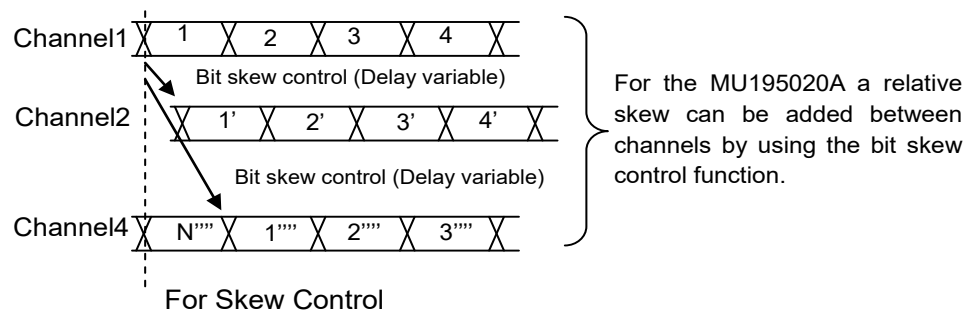 Channel1 1 2 3 4
Bit skew control (Delay variable)
Channel2 1’ 2’ 3’ 4’
Bit skew control (Delay variable)
Channel4 N’’’’ 1’’’’ 2’’’’ 3’’’’
For Skew Control
For the MU195020A a relative
skew can be added between
channels by using the bit skew
control function.